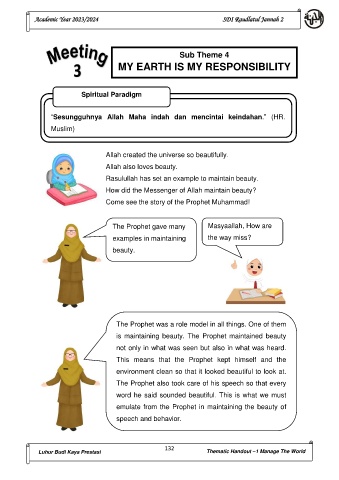 Academic Year 2023/2024
SDI Raudlatul Jannah 2
Meeting
3
Sub Theme 4
MY EARTH IS MY RESPONSIBILITY
Spiritual Paradigm
"Sesungguhnya Allah Maha indah dan mencintai keindahan." (HR.
Muslim)
Allah created the universe so beautifully.
Allah also loves beauty.
Rasulullah has set an example to maintain beauty.
How did the Messenger of Allah maintain beauty?
Come see the story of the Prophet Muhammad!
The Prophet gave many
examples in maintaining
beauty.
Masyaallah, How are
the way miss?
The Prophet was a role model in all things. One of them
is maintaining beauty. The Prophet maintained beauty
not only in what was seen but also in what was heard.
This means that the Prophet kept himself and the
environment clean so that it looked beautiful to look at.
The Prophet also took care of his speech so that every
word he said sounded beautiful. This is what we must
emulate from the Prophet in maintaining the beauty of
speech and behavior.
Luhur Budi Kaya Prestasi
132
Thematic Handout –1 Manage The World